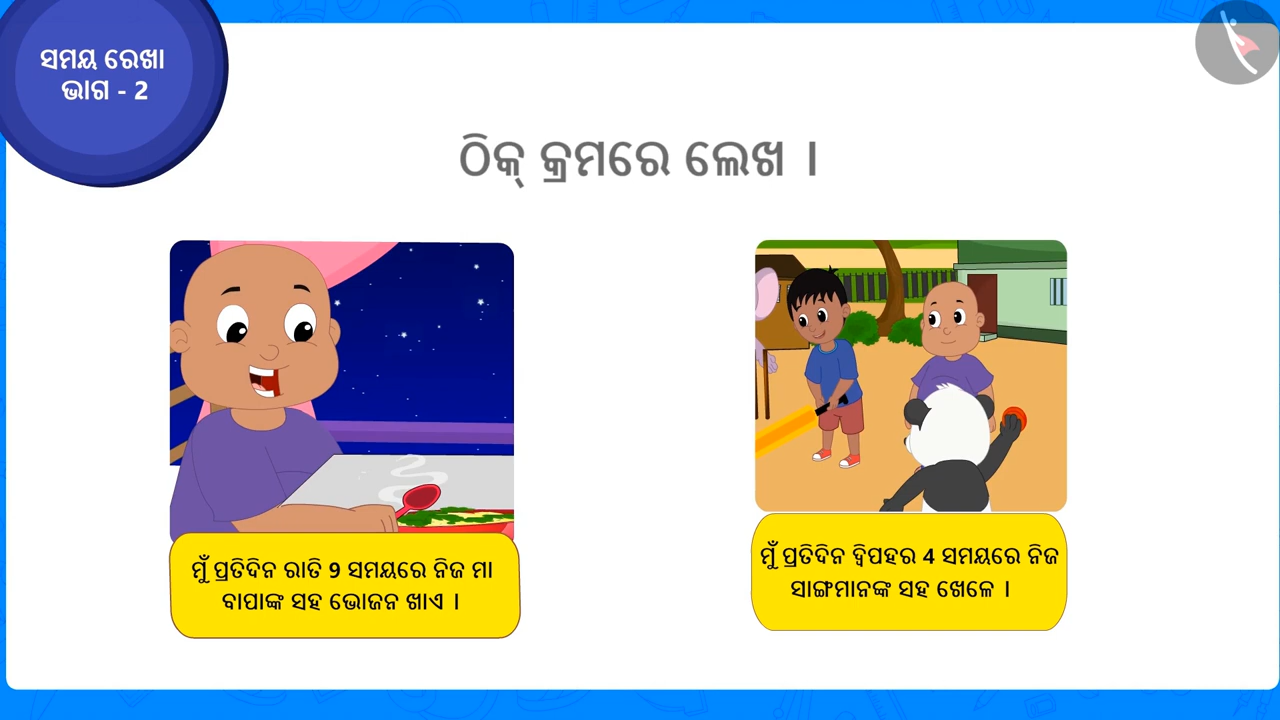 ସମୟ ରେଖା
ଭାଗ - 2
ଠିକ୍ କ୍ରମରେ ଲେଖ ।
ମୁଁ ପ୍ରତିଦିନ ରାତି 9 ସମୟରେ ନିଜ ମା
ବାପାଙ୍କ ସହ ଭୋଜନ ଖାଏ ।
ମୁଁ ପ୍ରତିଦିନ ଦ୍ଵିପହର 4 ସମୟରେ ନିଜ
ସାଙ୍ଗମାନଙ୍କ ସହ ଖେଳେ ।